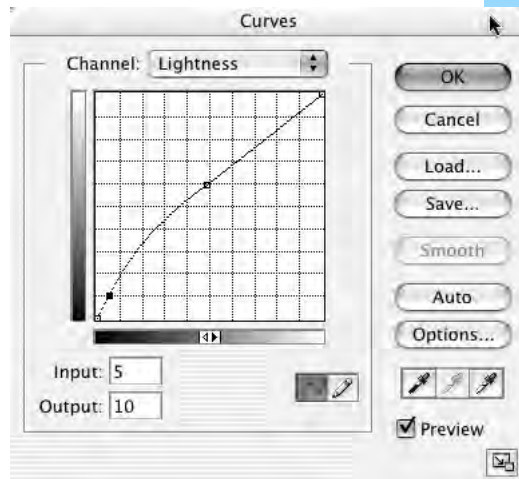 Curves
Channel: Lightness
OK
Cancel
Load...
Save...
Smooth
Auto
Options...
Input: 5
Output: 10
Preview